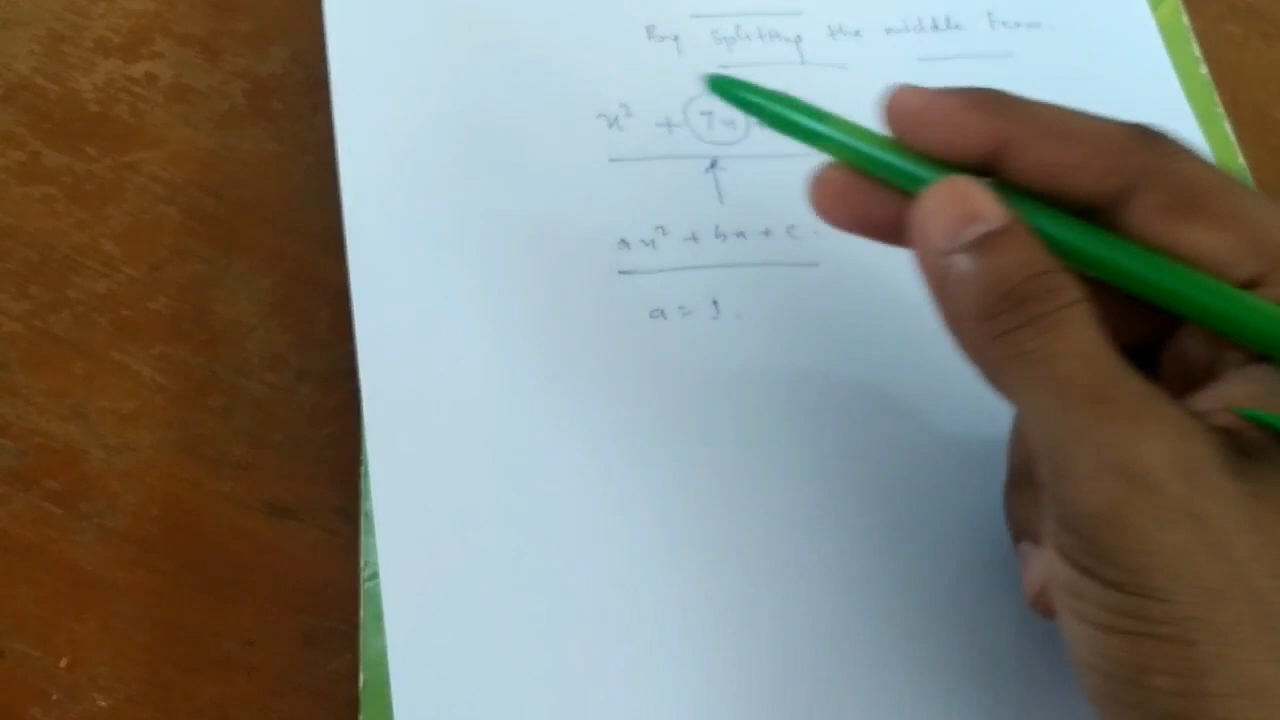 By splitting the middle term.
x² + 7x +
ax² + bx + c.
a = 1.